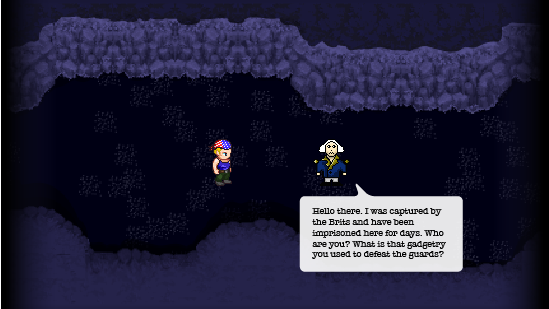 Hello there. I was captured by
the Brits and have been
imprisoned here for days. Who
are you? What is that gadgetry
you used to defeat the guards?